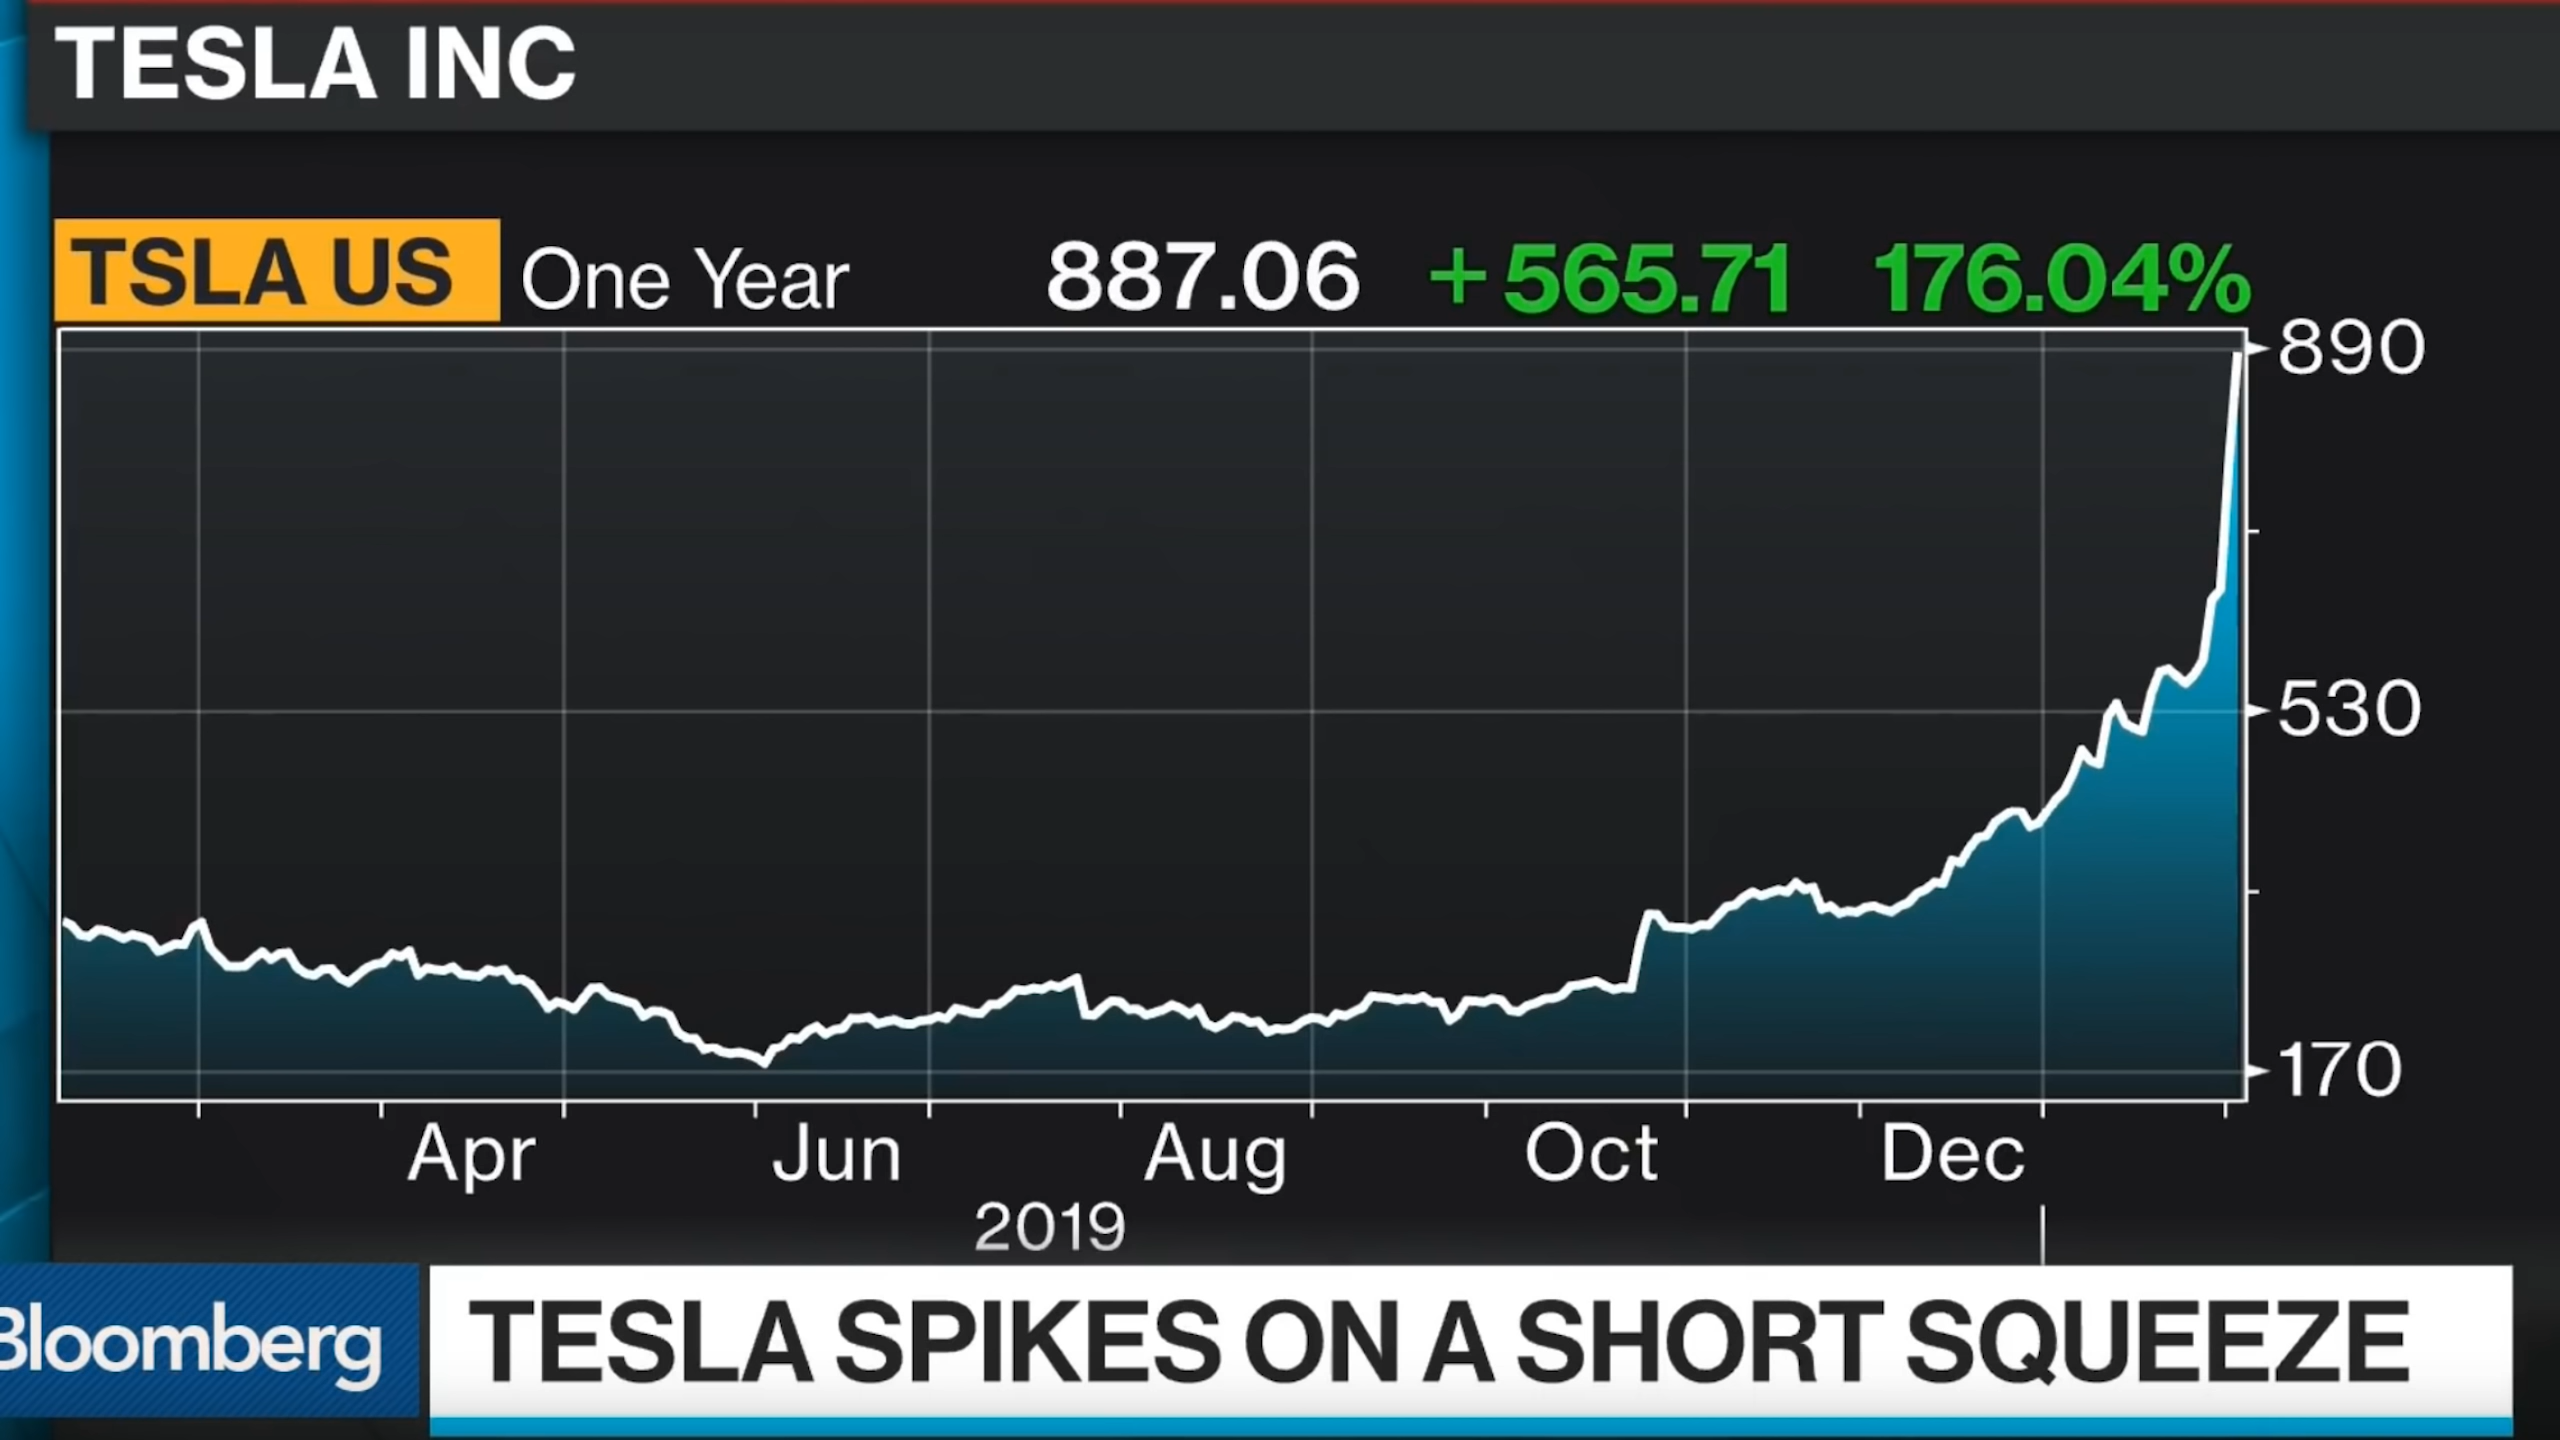 TESLA INC
TSLA US One Year 887.06 +565.71 176.04%
890
530
170
Apr Jun Aug Oct Dec
2019
Bloomberg
TESLA SPIKES ON A SHORT SQUEEZE